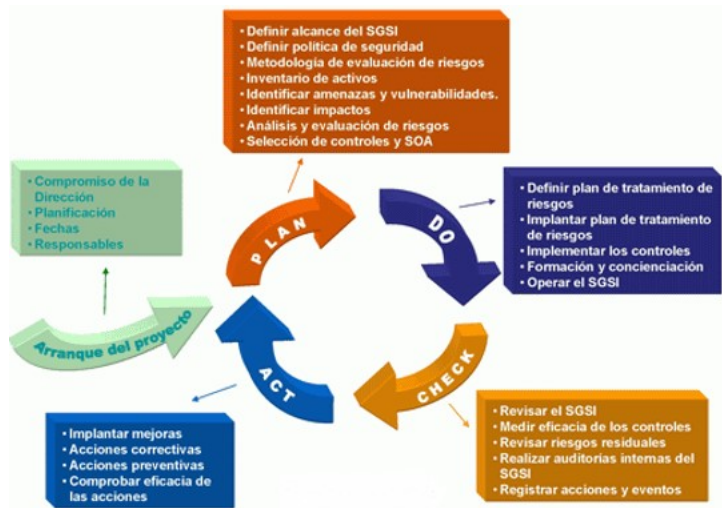 • Definir alcance del SGSI
• Definir política de seguridad
• Metodología de evaluación de riesgos
• Inventario de activos
• Identificar amenazas y vulnerabilidades.
• Identificar impactos
• Análisis y evaluación de riesgos
• Selección de controles y SOA
• Compromiso de la
Dirección
• Planificación
• Fechas
• Responsables
Arranque del proyecto
PLAN
DO
• Definir plan de tratamiento de
riesgos
• Implantar plan de tratamiento
de riesgos
• Implementar los controles
• Formación y concienciación
• Operar el SGSI
CHECK
• Revisar el SGSI
• Medir eficacia de los controles
• Revisar riesgos residuales
• Realizar auditorias internas del
SGSI
• Registrar acciones y eventos
ACT
• Implantar mejoras
• Acciones correctivas
• Acciones preventivas
• Comprobar eficacia de
las acciones